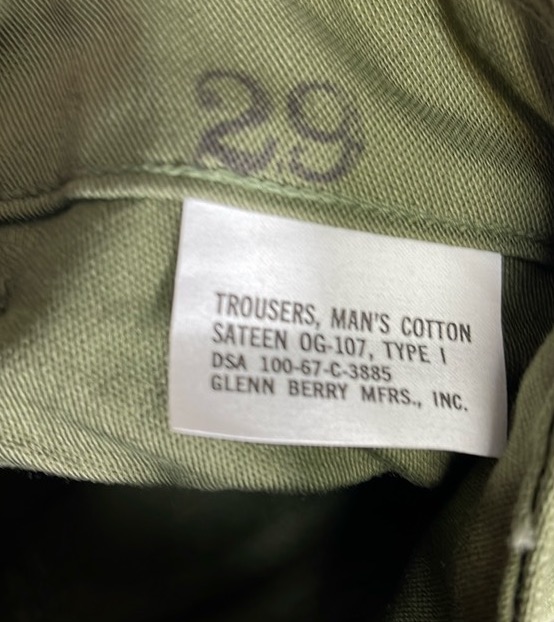 29
TROUSERS, MAN'S COTTON
SATEEN OG-107, TYPE I
DSA 100-67-C-3885
GLENN BERRY MFRS., INC.